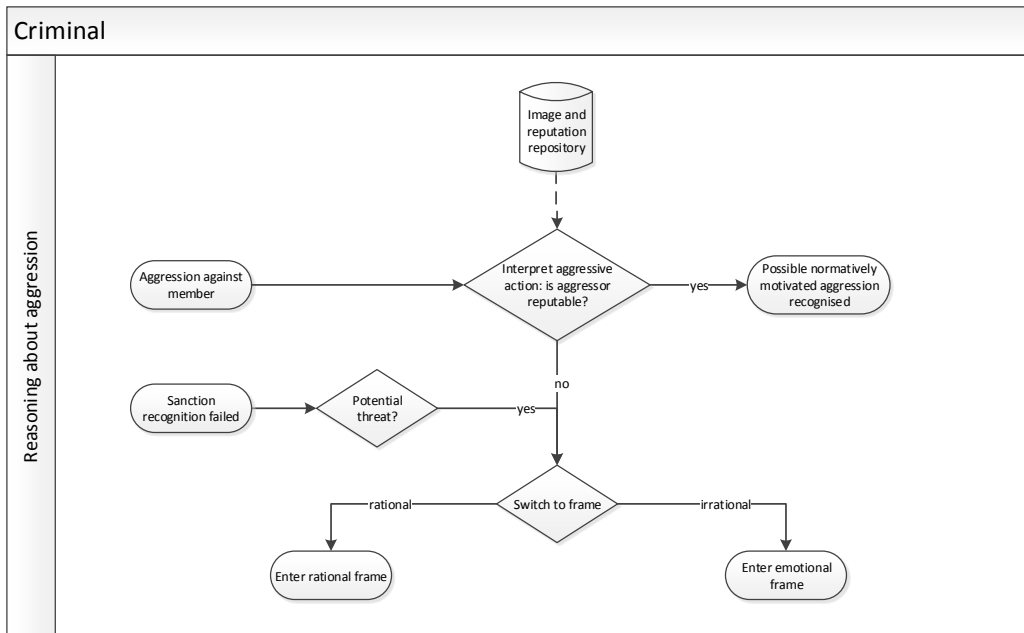 Criminal
Reasoning about aggression
Image and
reputation
repository
Aggression against
member
Interpret aggressive
action: is aggressor
reputable?
yes
Possible normatively
motivated aggression
recognised
no
Sanction
recognition failed
Potential
threat?
yes
Switch to frame
rational
irrational
Enter rational frame
Enter emotional
frame